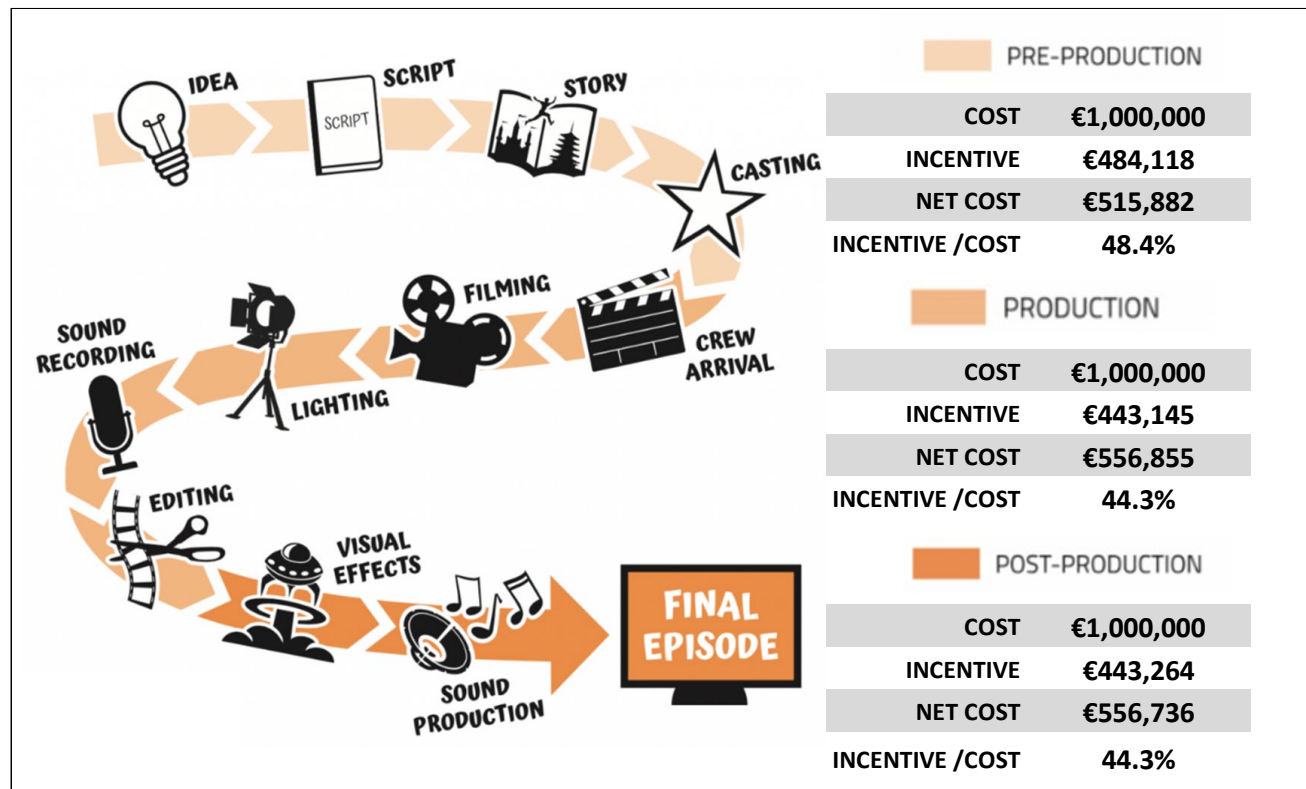 IDEA
SCRIPT
SCRIPT
STORY
CASTING
CREW
ARRIVAL
FILMING
LIGHTING
SOUND
RECORDING
EDITING
VISUAL
EFFECTS
SOUND
PRODUCTION
FINAL
EPISODE
PRE-PRODUCTION
COST €1,000,000
INCENTIVE €484,118
NET COST €515,882
INCENTIVE /COST 48.4%
PRODUCTION
COST €1,000,000
INCENTIVE €443,145
NET COST €556,855
INCENTIVE /COST 44.3%
POST-PRODUCTION
COST €1,000,000
INCENTIVE €443,264
NET COST €556,736
INCENTIVE /COST 44.3%